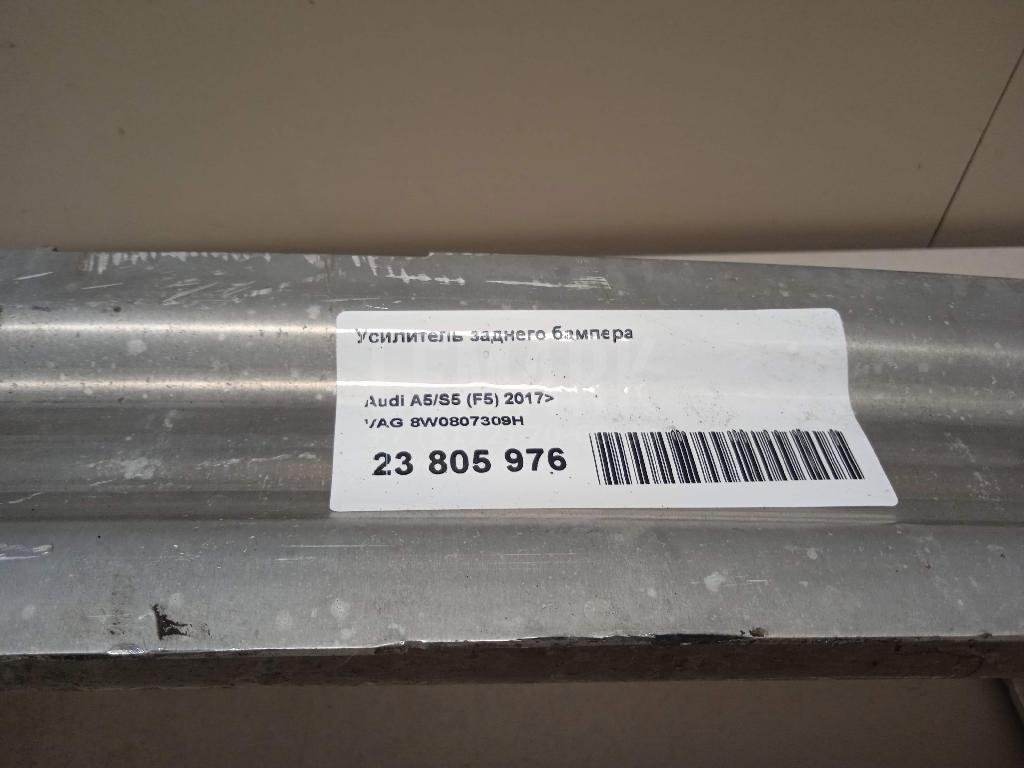 Усилитель заднего бампера
Audi A5/S5 (F5) 2017>
VAG 8W0807309H
23 805 976